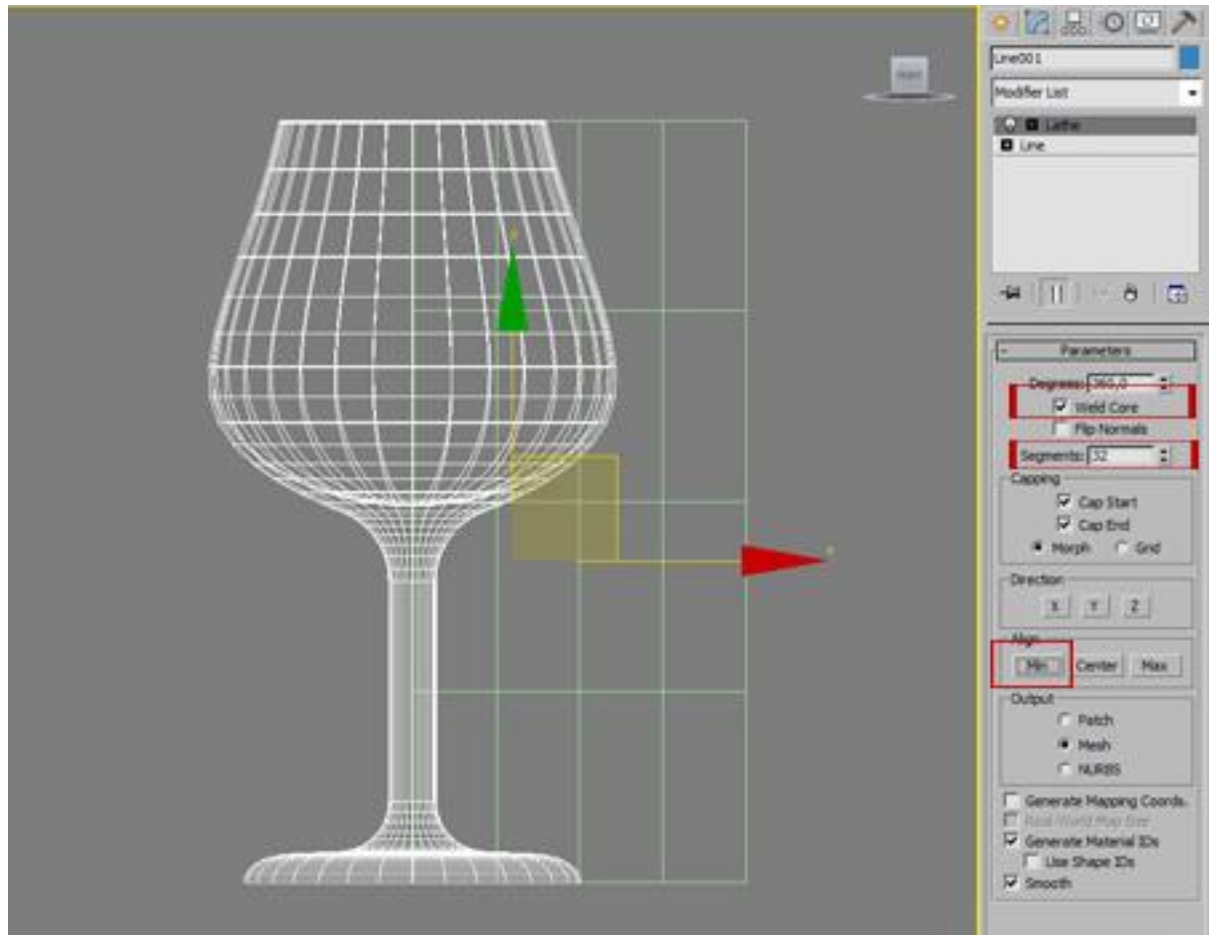 Line001
Modifier List
Lathe
Line
Parameters
Degrees: 360,0
Weld Core
Flip Normals
Segments: 32
Capping
Cap Start
Cap End
Morph Grid
Direction
X Y Z
Align
Min Center Max
Output
Patch
Mesh
NURBS
Generate Mapping Coords.
Real-World Map Size
Generate Material IDs
Use Shape IDs
Smooth